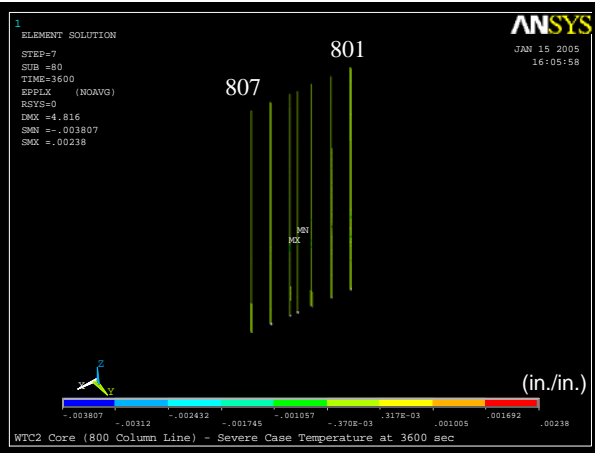 1
ANSYS
ELEMENT SOLUTION
JAN 15 2005
16:05:58
STEP=7
SUB =80
TIME=3600
EPPLX (NOAVG)
RSYS=0
DMX =4.816
SMN =-.003807
SMX =.00238
801
807
MN
MX
Z
X
Y
(in./in.)
-.003807 -.002432 -.001057 .317E-03 .001692
-.00312 -.001745 -.370E-03 .001005 .00238
WTC2 Core (800 Column Line) - Severe Case Temperature at 3600 sec